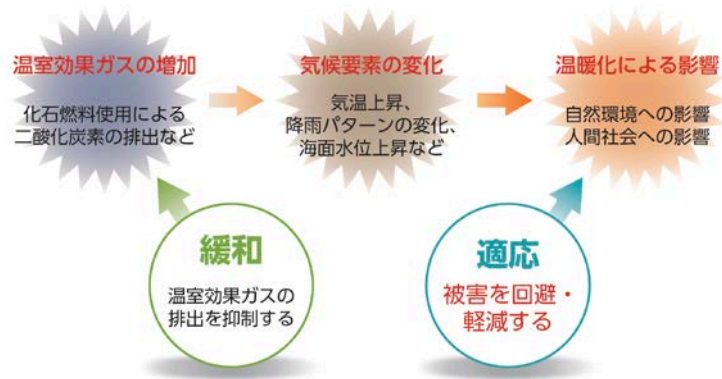 温室効果ガスの増加
化石燃料使用による
二酸化炭素の排出など
気候要素の変化
気温上昇、
降雨パターンの変化、
海面水位上昇など
温暖化による影響
自然環境への影響
人間社会への影響
緩和
温室効果ガスの
排出を抑制する
適応
被害を回避・
軽減する